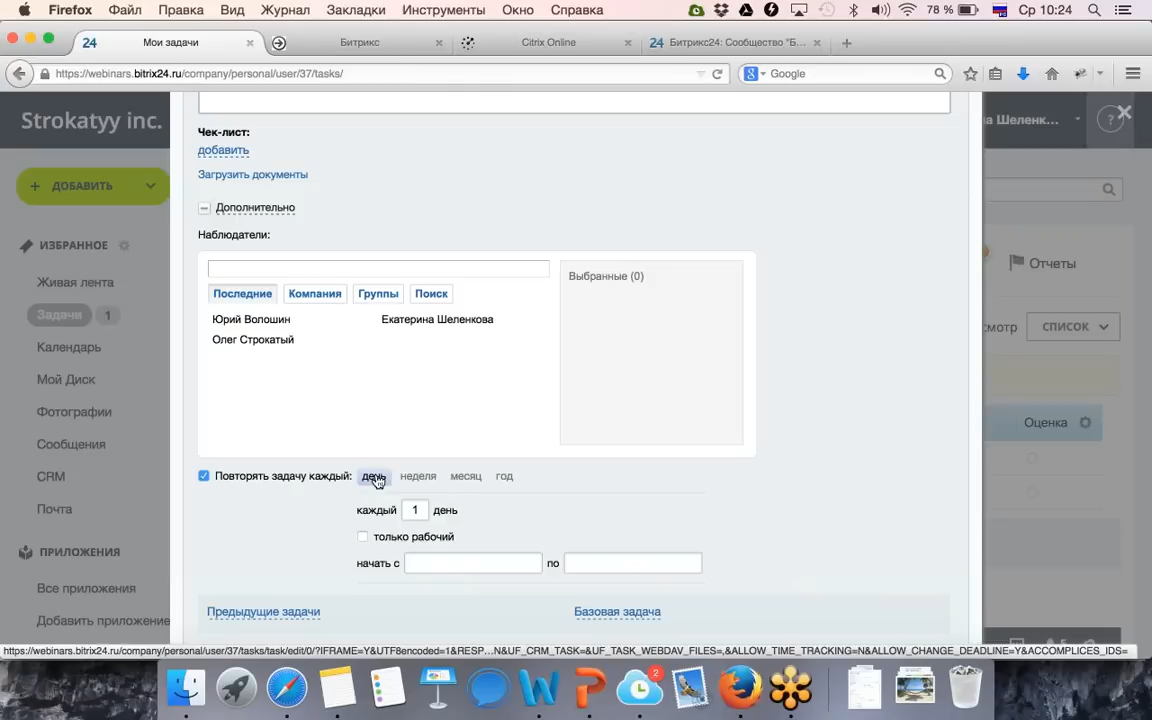 Firefox Файл Правка Вид Журнал Закладки Инструменты Окно Справка 78 % Ср 10:24
24 Мои задачи × Битрикс × Citrix Online × 24 Битрикс24: Сообщество "Б... × +
https://webinars.bitrix24.ru/company/personal/user/37/tasks/ 8 Google
Strokatyy inc. на Шеленк... ?
+ ДОБАВИТЬ
ИЗБРАННОЕ
Живая лента
Задачи 1
Календарь
Мой Диск
Фотографии
Сообщения
CRM
Почта
ПРИЛОЖЕНИЯ
Все приложения
Добавить приложение
Чек-лист:
добавить
Загрузить документы
Дополнительно
Наблюдатели:
Последние Компания Группы Поиск
Юрий Волошин Екатерина Шеленкова
Олег Строкатый
Выбранные (0)
Повторять задачу каждый: день неделя месяц год
каждый 1 день
только рабочий
начать с по
Предыдущие задачи Базовая задача
Отчеты
смотр СПИСОК
Оценка
https://webinars.bitrix24.ru/company/personal/user/37/tasks/task/edit/0/?IFRAME=Y&UTF8encoded=1&RESP...N&UF_CRM_TASK=&UF_TASK_WEBDAV_FILES=,&ALLOW_TIME_TRACKING=N&ALLOW_CHANGE_DEADLINE=Y&ACCOMPLICES_IDS=
2